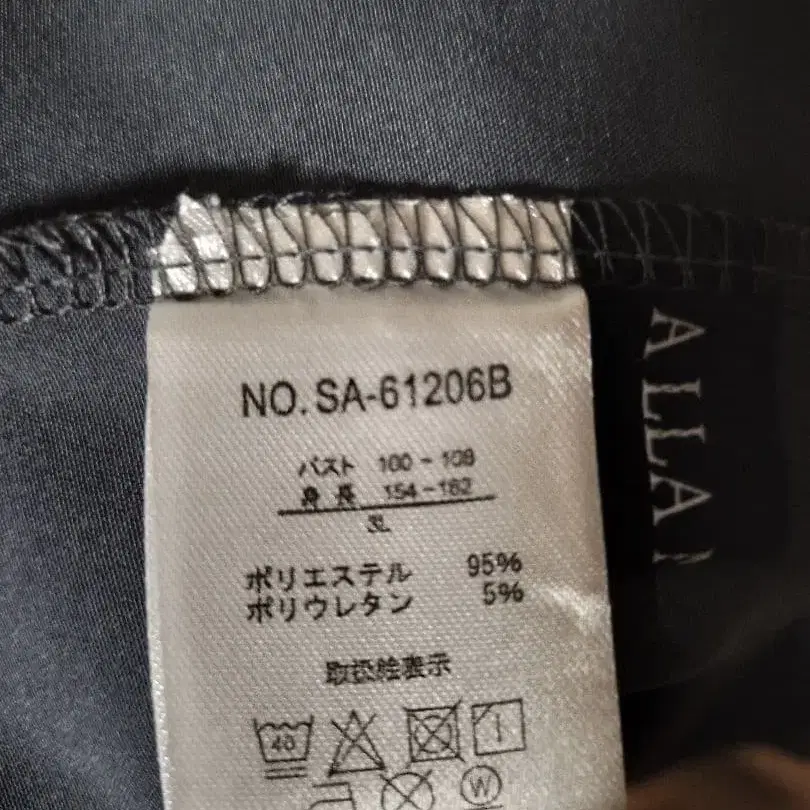 NO. SA-61206B
バスト 100 ~ 108
身長 154-162
3L
ポリエステル 95%
ポリウレタン 5%
取扱絵表示
40
W
ALLA